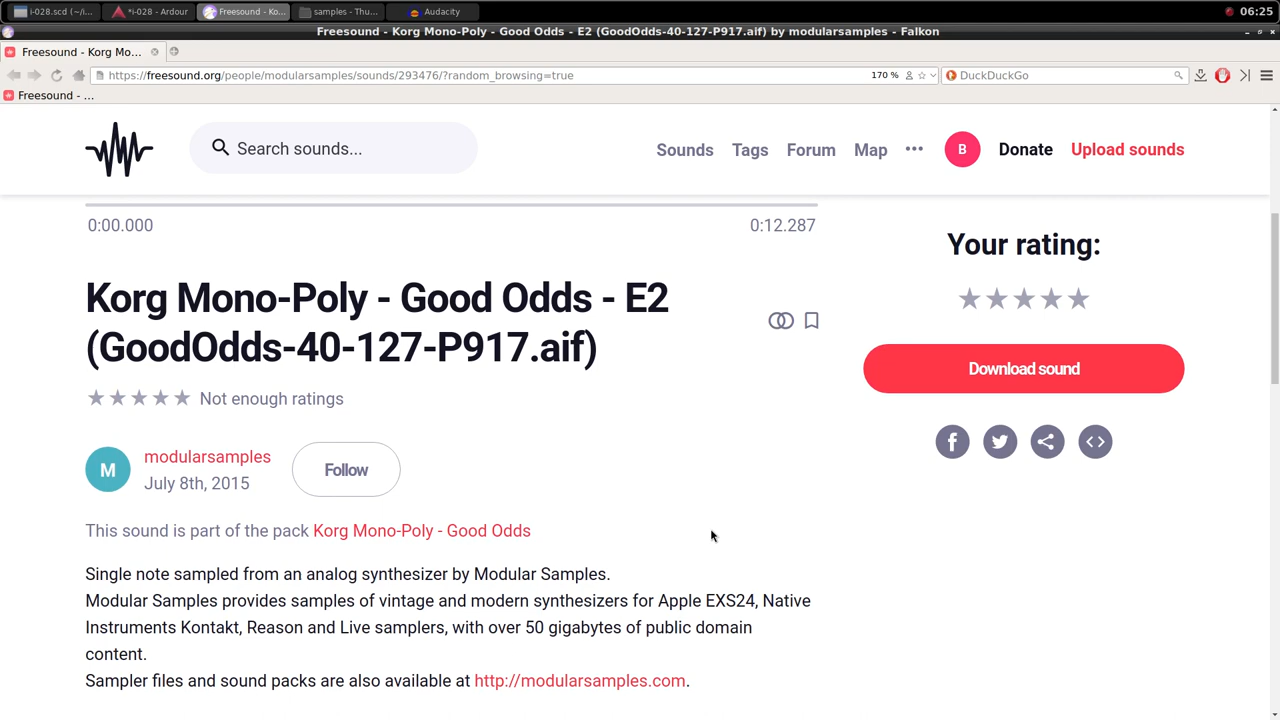 i-028.scd (~/i...
*i-028 - Ardour
Freesound - Ko...
samples - Thu...
Audacity
06:25
Freesound - Korg Mono-Poly - Good Odds - E2 (GoodOdds-40-127-P917.aif) by modularsamples - Falkon
Freesound - Korg Mo...
https://freesound.org/people/modularsamples/sounds/293476/?random_browsing=true
170 %
DuckDuckGo
Freesound - ...
Search sounds...
Sounds
Tags
Forum
Map
B
Donate
Upload sounds
0:00.000
0:12.287
Your rating:
Korg Mono-Poly - Good Odds - E2
(GoodOdds-40-127-P917.aif)
Download sound
Not enough ratings
M
modularsamples
July 8th, 2015
Follow
This sound is part of the pack Korg Mono-Poly - Good Odds
Single note sampled from an analog synthesizer by Modular Samples.
Modular Samples provides samples of vintage and modern synthesizers for Apple EXS24, Native
Instruments Kontakt, Reason and Live samplers, with over 50 gigabytes of public domain
content.
Sampler files and sound packs are also available at http://modularsamples.com.